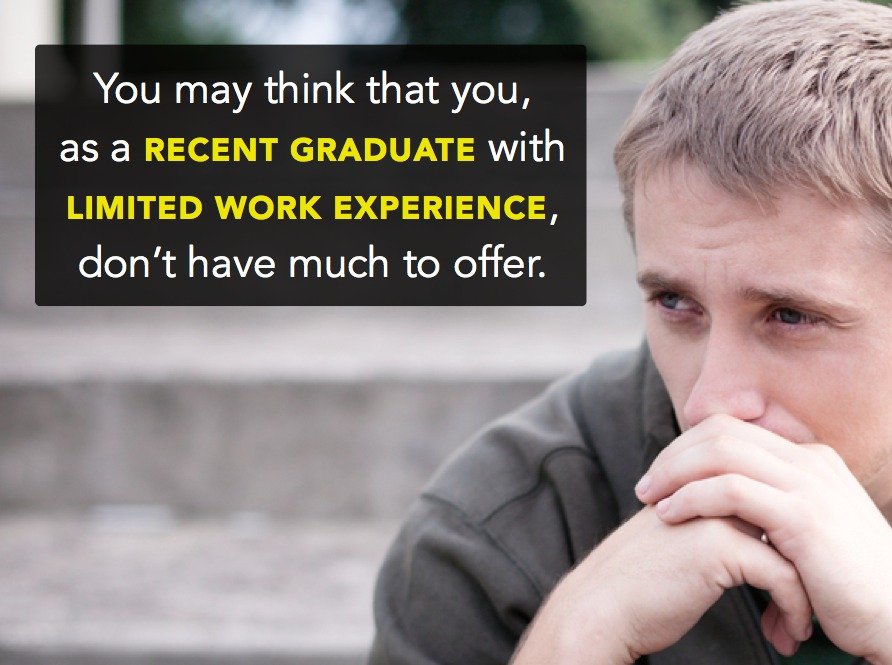 You may think that you,
as a RECENT GRADUATE with
LIMITED WORK EXPERIENCE,
don’t have much to offer.